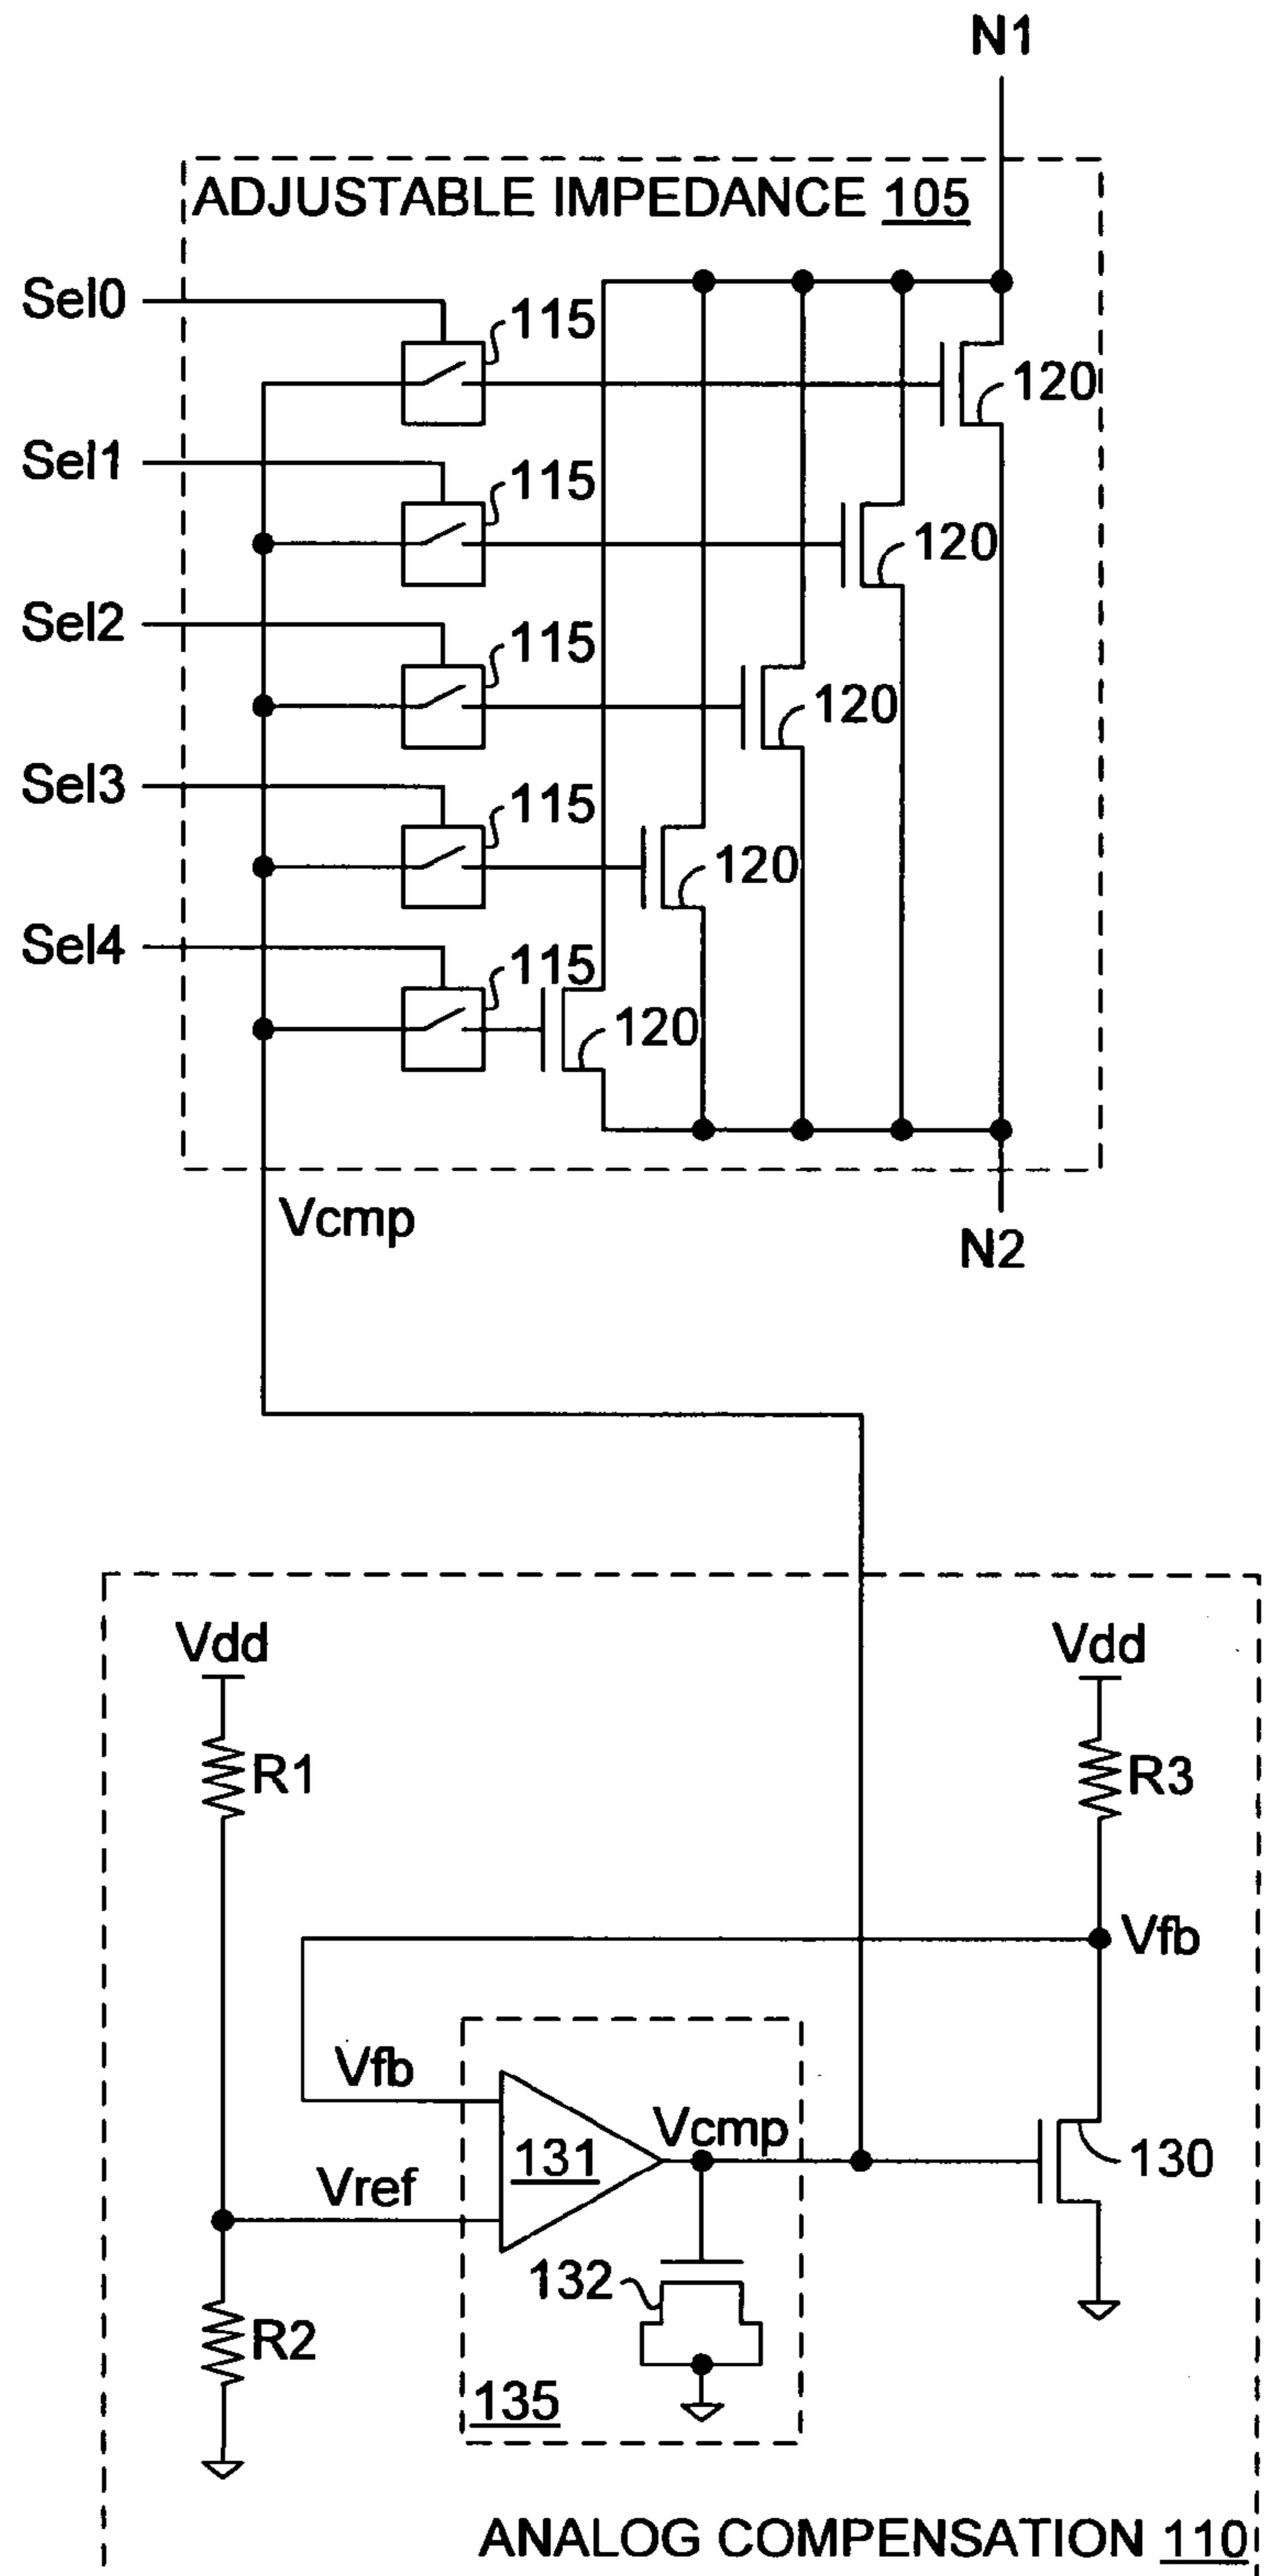 N1
ADJUSTABLE IMPEDANCE 105
Sel0
115
120
Sel1
115
120
Sel2
115
120
Sel3
115
120
Sel4
115
120
Vcmp
N2
Vdd
Vdd
R1
R3
Vfb
Vfb
Vcmp
131
130
Vref
132
R2
135
ANALOG COMPENSATION 110